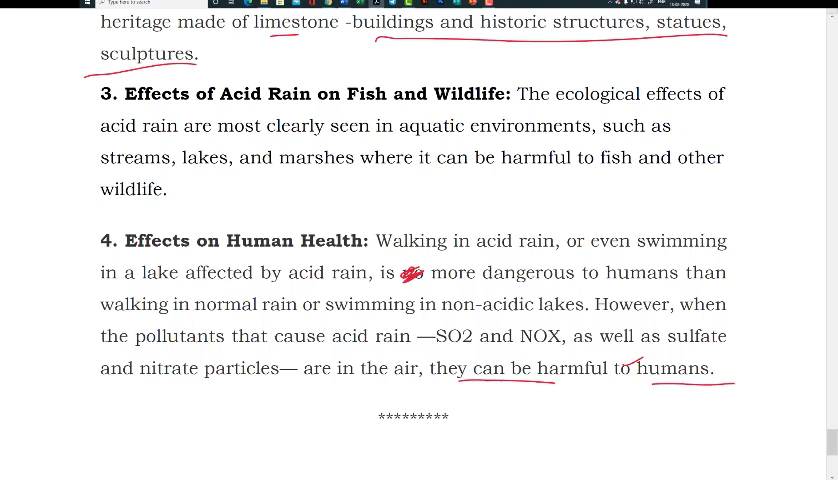 Type here to search
heritage made of limestone -buildings and historic structures, statues,
sculptures.
3. Effects of Acid Rain on Fish and Wildlife: The ecological effects of
acid rain are most clearly seen in aquatic environments, such as
streams, lakes, and marshes where it can be harmful to fish and other
wildlife.
4. Effects on Human Health: Walking in acid rain, or even swimming
in a lake affected by acid rain, is more dangerous to humans than
walking in normal rain or swimming in non-acidic lakes. However, when
the pollutants that cause acid rain —SO2 and NOX, as well as sulfate
and nitrate particles— are in the air, they can be harmful to humans.
*********